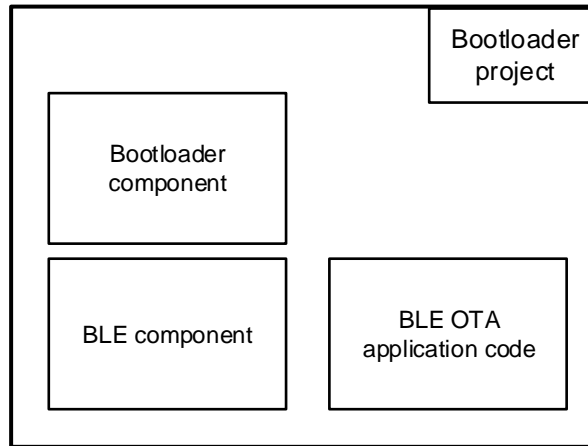 Bootloader
project
Bootloader
component
BLE component
BLE OTA
application code